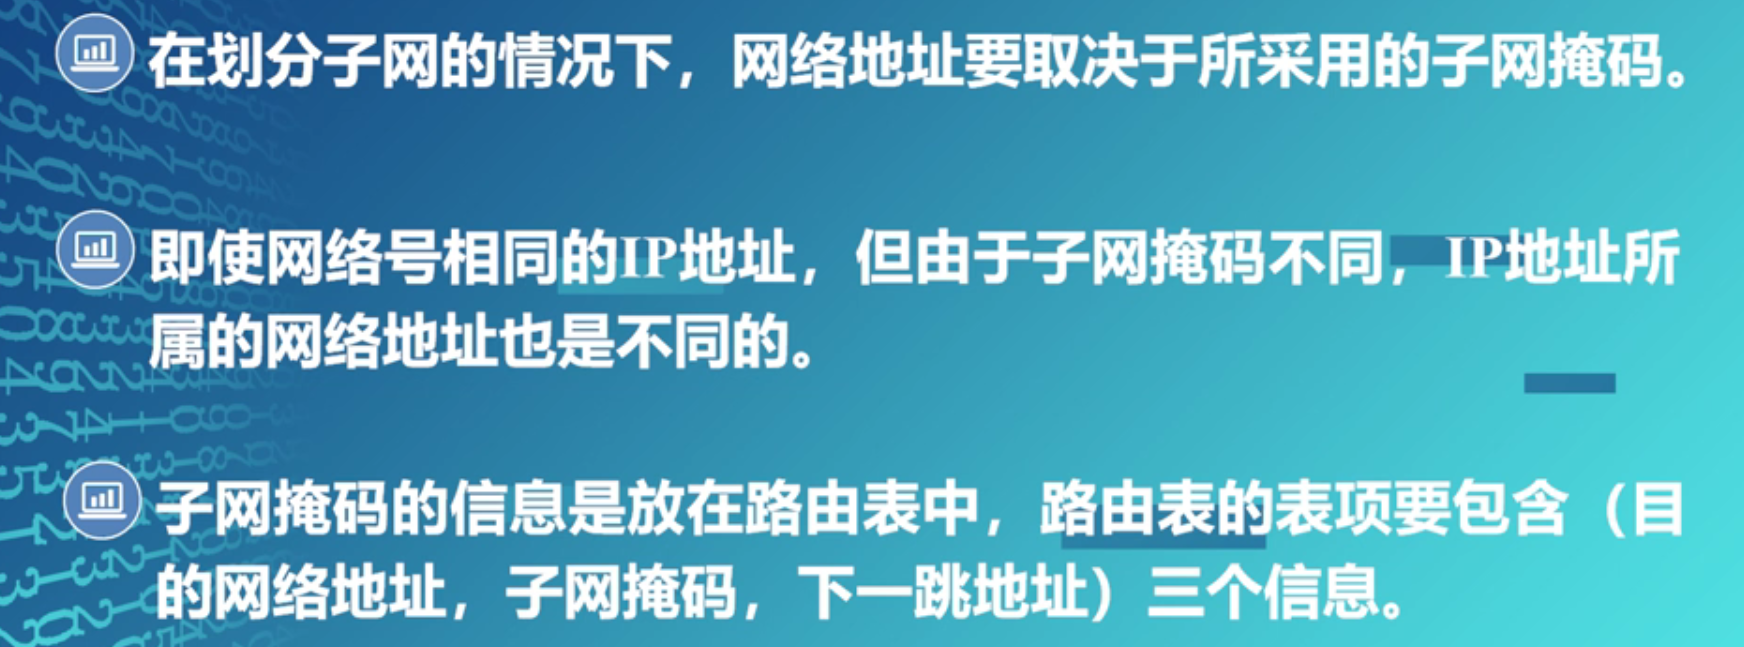 在划分子网的情况下，网络地址要取决于所采用的子网掩码。
即使网络号相同的IP地址，但由于子网掩码不同，IP地址所
属的网络地址也是不同的。
子网掩码的信息是放在路由表中，路由表的表项要包含（目
的网络地址，子网掩码，下一跳地址）三个信息。